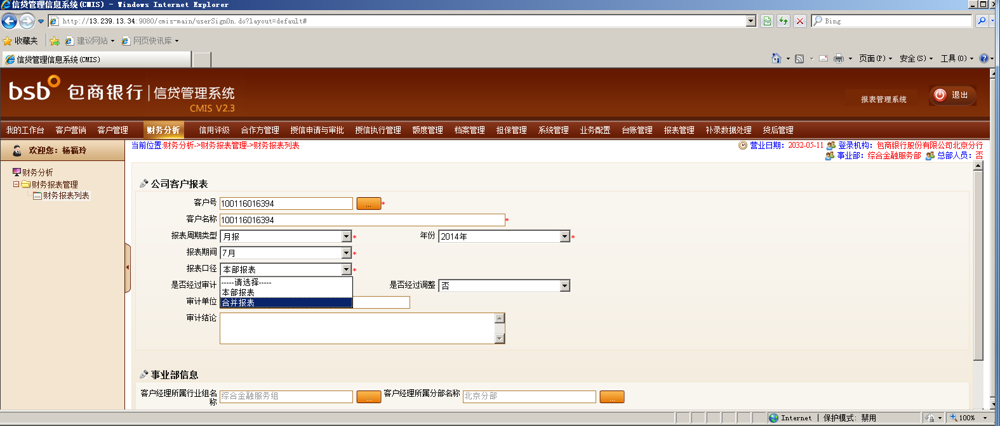 信贷管理信息系统(CMIS) - Windows Internet Explorer
http://13.239.13.34:9080/cmis-main/userSignOn.do?layout=default#
Bing
收藏夹 建议网站 网页快讯库
信贷管理信息系统(CMIS)
页面(P) 安全(S) 工具(O)
bsb 包商银行 信贷管理系统
CMIS V2.3
报表管理系统 退出
我的工作台 客户营销 客户管理 财务分析 信用评级 合作方管理 授信申请与审批 授信执行管理 额度管理 档案管理 担保管理 系统管理 业务配置 台账管理 报表管理 补录数据处理 贷后管理
欢迎您：杨福玲
当前位置:财务分析->财务报表管理->财务报表列表
营业日期：2032-05-11 登录机构：包商银行股份有限公司北京分行
事业部：综合金融服务部 总部人员：否
财务分析
财务报表管理
财务报表列表
公司客户报表
客户号 100116016394 ... *
客户名称 100116016394 *
报表周期类型 月报 * 年份 2014年 *
报表期间 7月 *
报表口径 本部报表 *
是否经过审计 -----请选择----- 是否经过调整 否
本部报表
审计单位 合并报表
审计结论
事业部信息
客户经理所属行业组名称 综合金融服务组 ... 客户经理所属分部名称 北京分部 ...
Internet | 保护模式: 禁用 100%